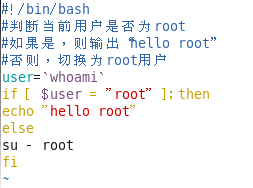 #!/bin/bash
#判断当前用户是否为root
#如果是，则输出“hello root”
#否则，切换为root用户
user=`whoami`
if [ $user = ”root” ]; then
echo ”hello root”
else
su - root
fi
~